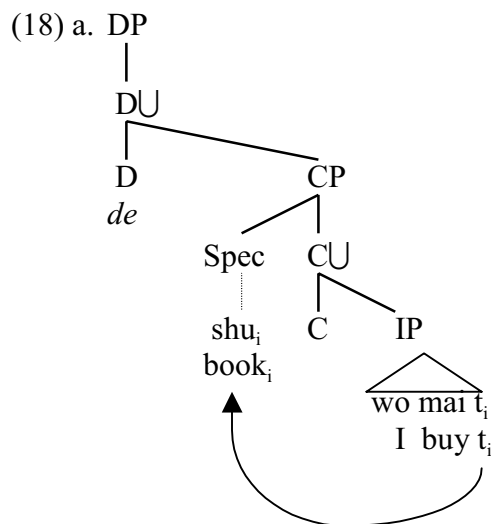 (18) a. DP
D⋃
D CP
de
Spec C⋃
shuᵢ C IP
bookᵢ
wo mai tᵢ
I buy tᵢ